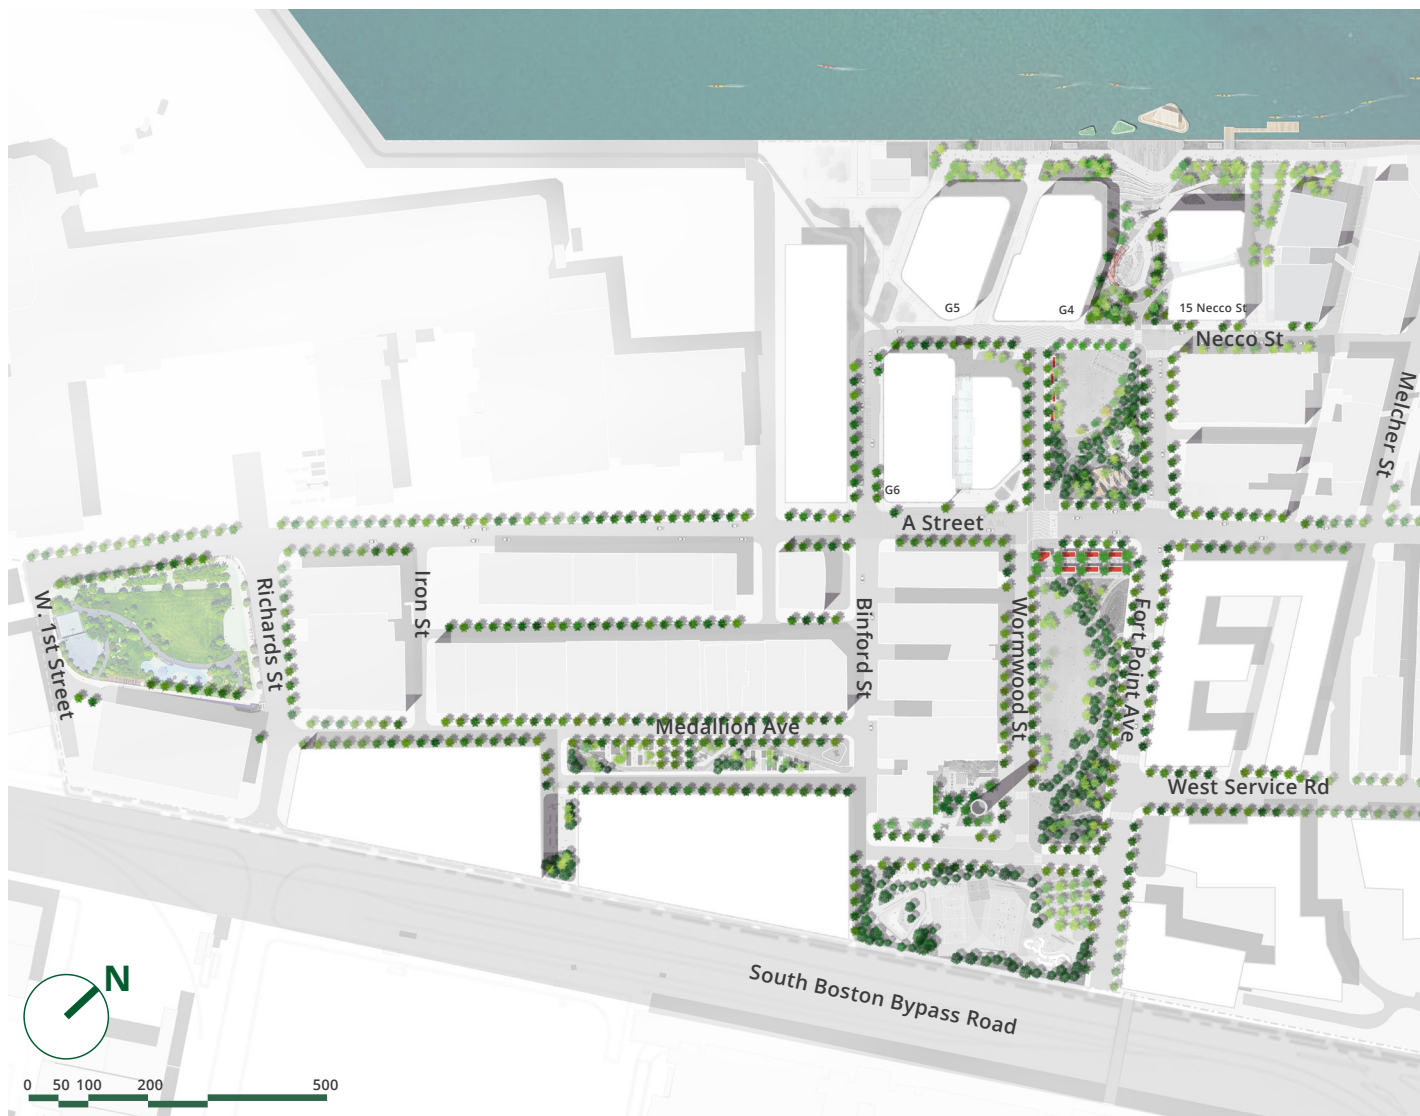 G5
G4
15 Necco St
Necco St
Melcher St
G6
A Street
W. 1st Street
Richards St
Iron St
Binford St
Wormwood St
Fort Point Ave
Medallion Ave
West Service Rd
South Boston Bypass Road
N
0 50 100 200 500